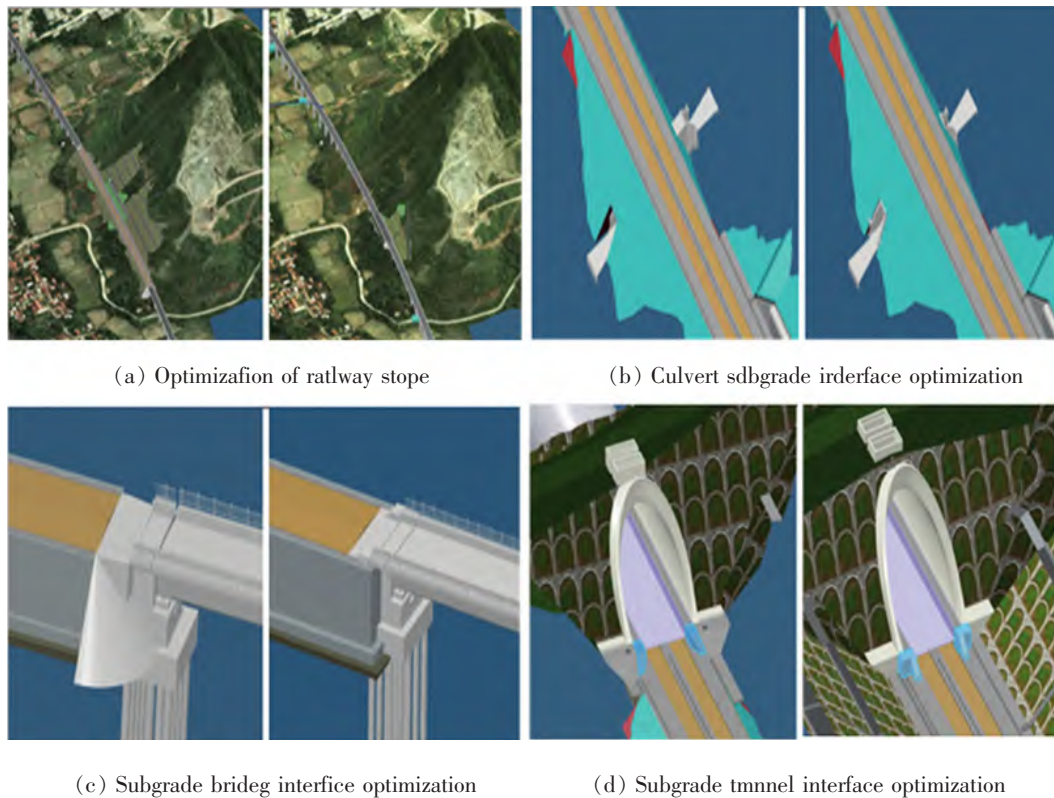 (a) Optimizafion of ratlway stope
(b) Culvert sdbgrade irderface optimization
(c) Subgrade brideg interfice optimization
(d) Subgrade tmnnel interface optimization